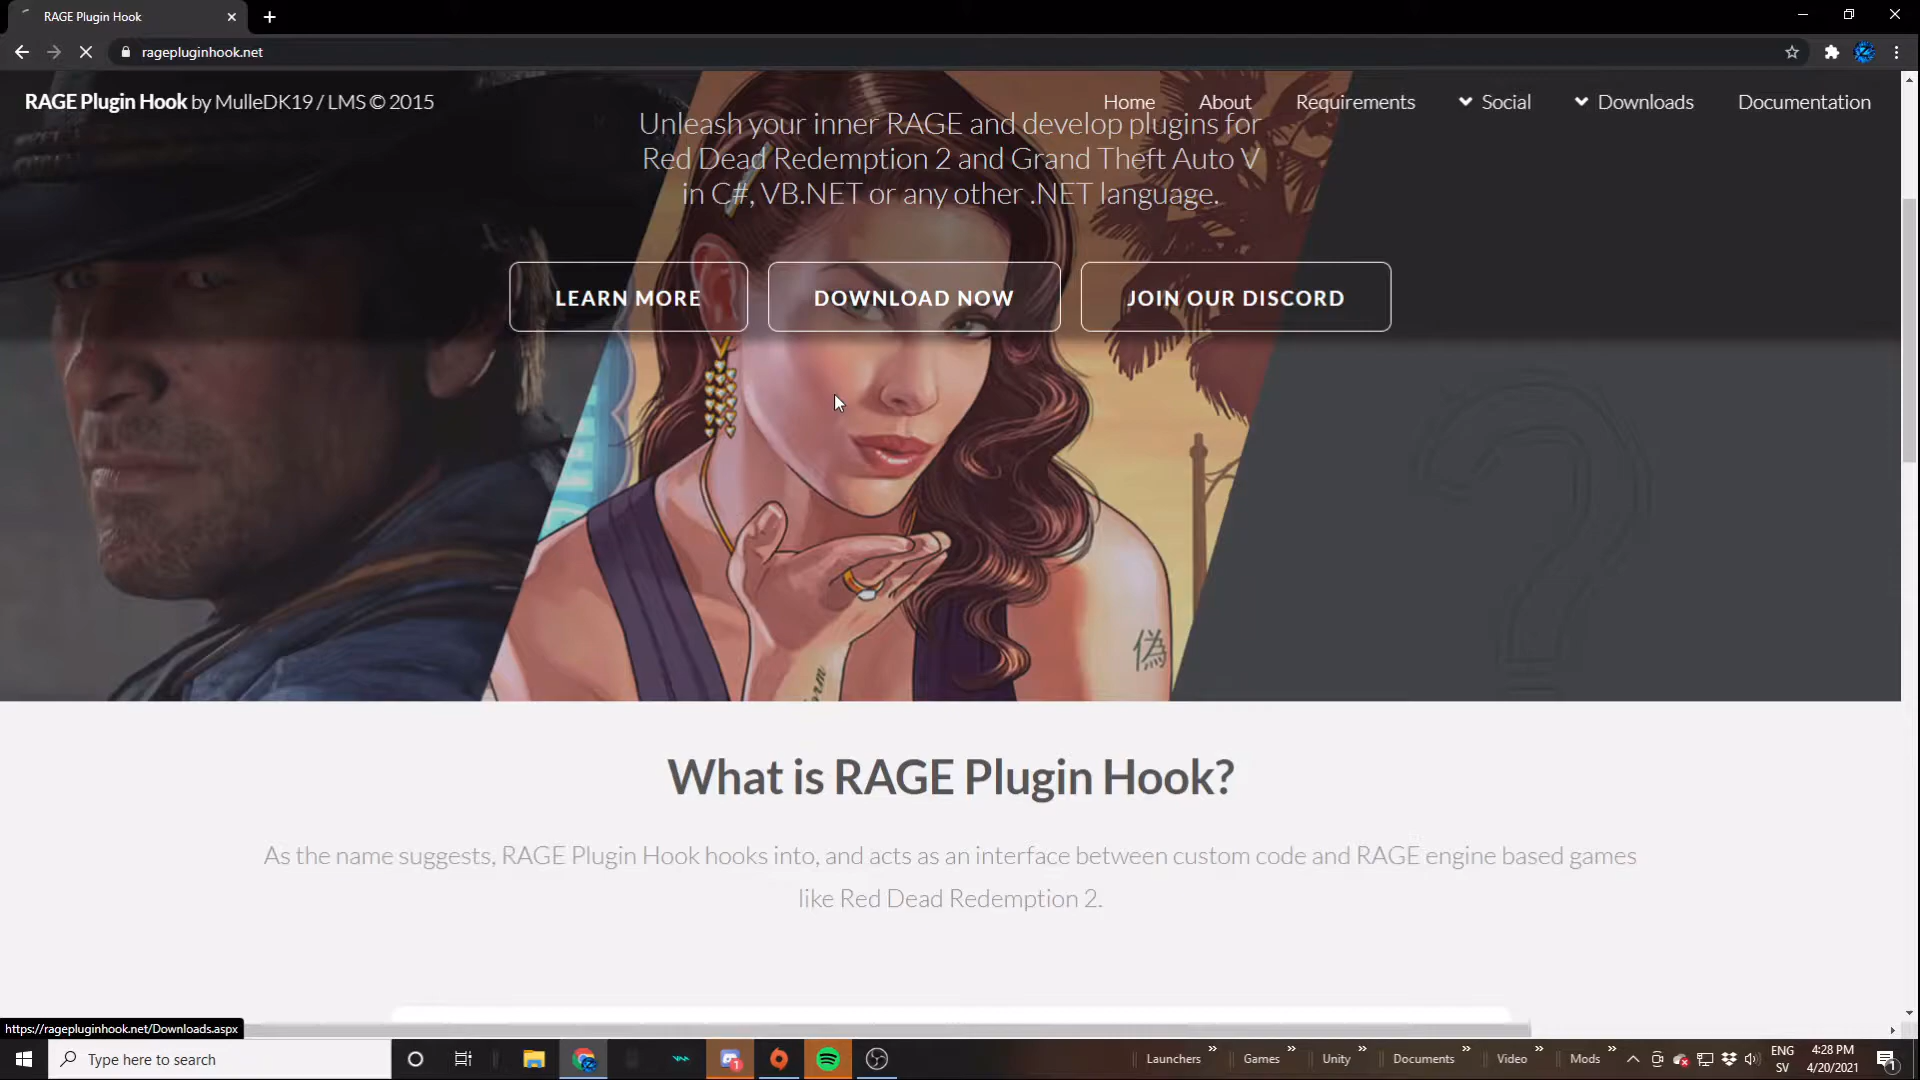 RAGE Plugin Hook
ragepluginhook.net
RAGE Plugin Hook by MulleDK19 / LMS © 2015
Home
About
Requirements
Social
Downloads
Documentation
Unleash your inner RAGE and develop plugins for
Red Dead Redemption 2 and Grand Theft Auto V
in C#, VB.NET or any other .NET language.
LEARN MORE
DOWNLOAD NOW
JOIN OUR DISCORD
偽
What is RAGE Plugin Hook?
As the name suggests, RAGE Plugin Hook hooks into, and acts as an interface between custom code and RAGE engine based games
like Red Dead Redemption 2.
https://ragepluginhook.net/Downloads.aspx
Type here to search
Launchers
Games
Unity
Documents
Video
Mods
ENG
SV
4:28 PM
4/20/2021